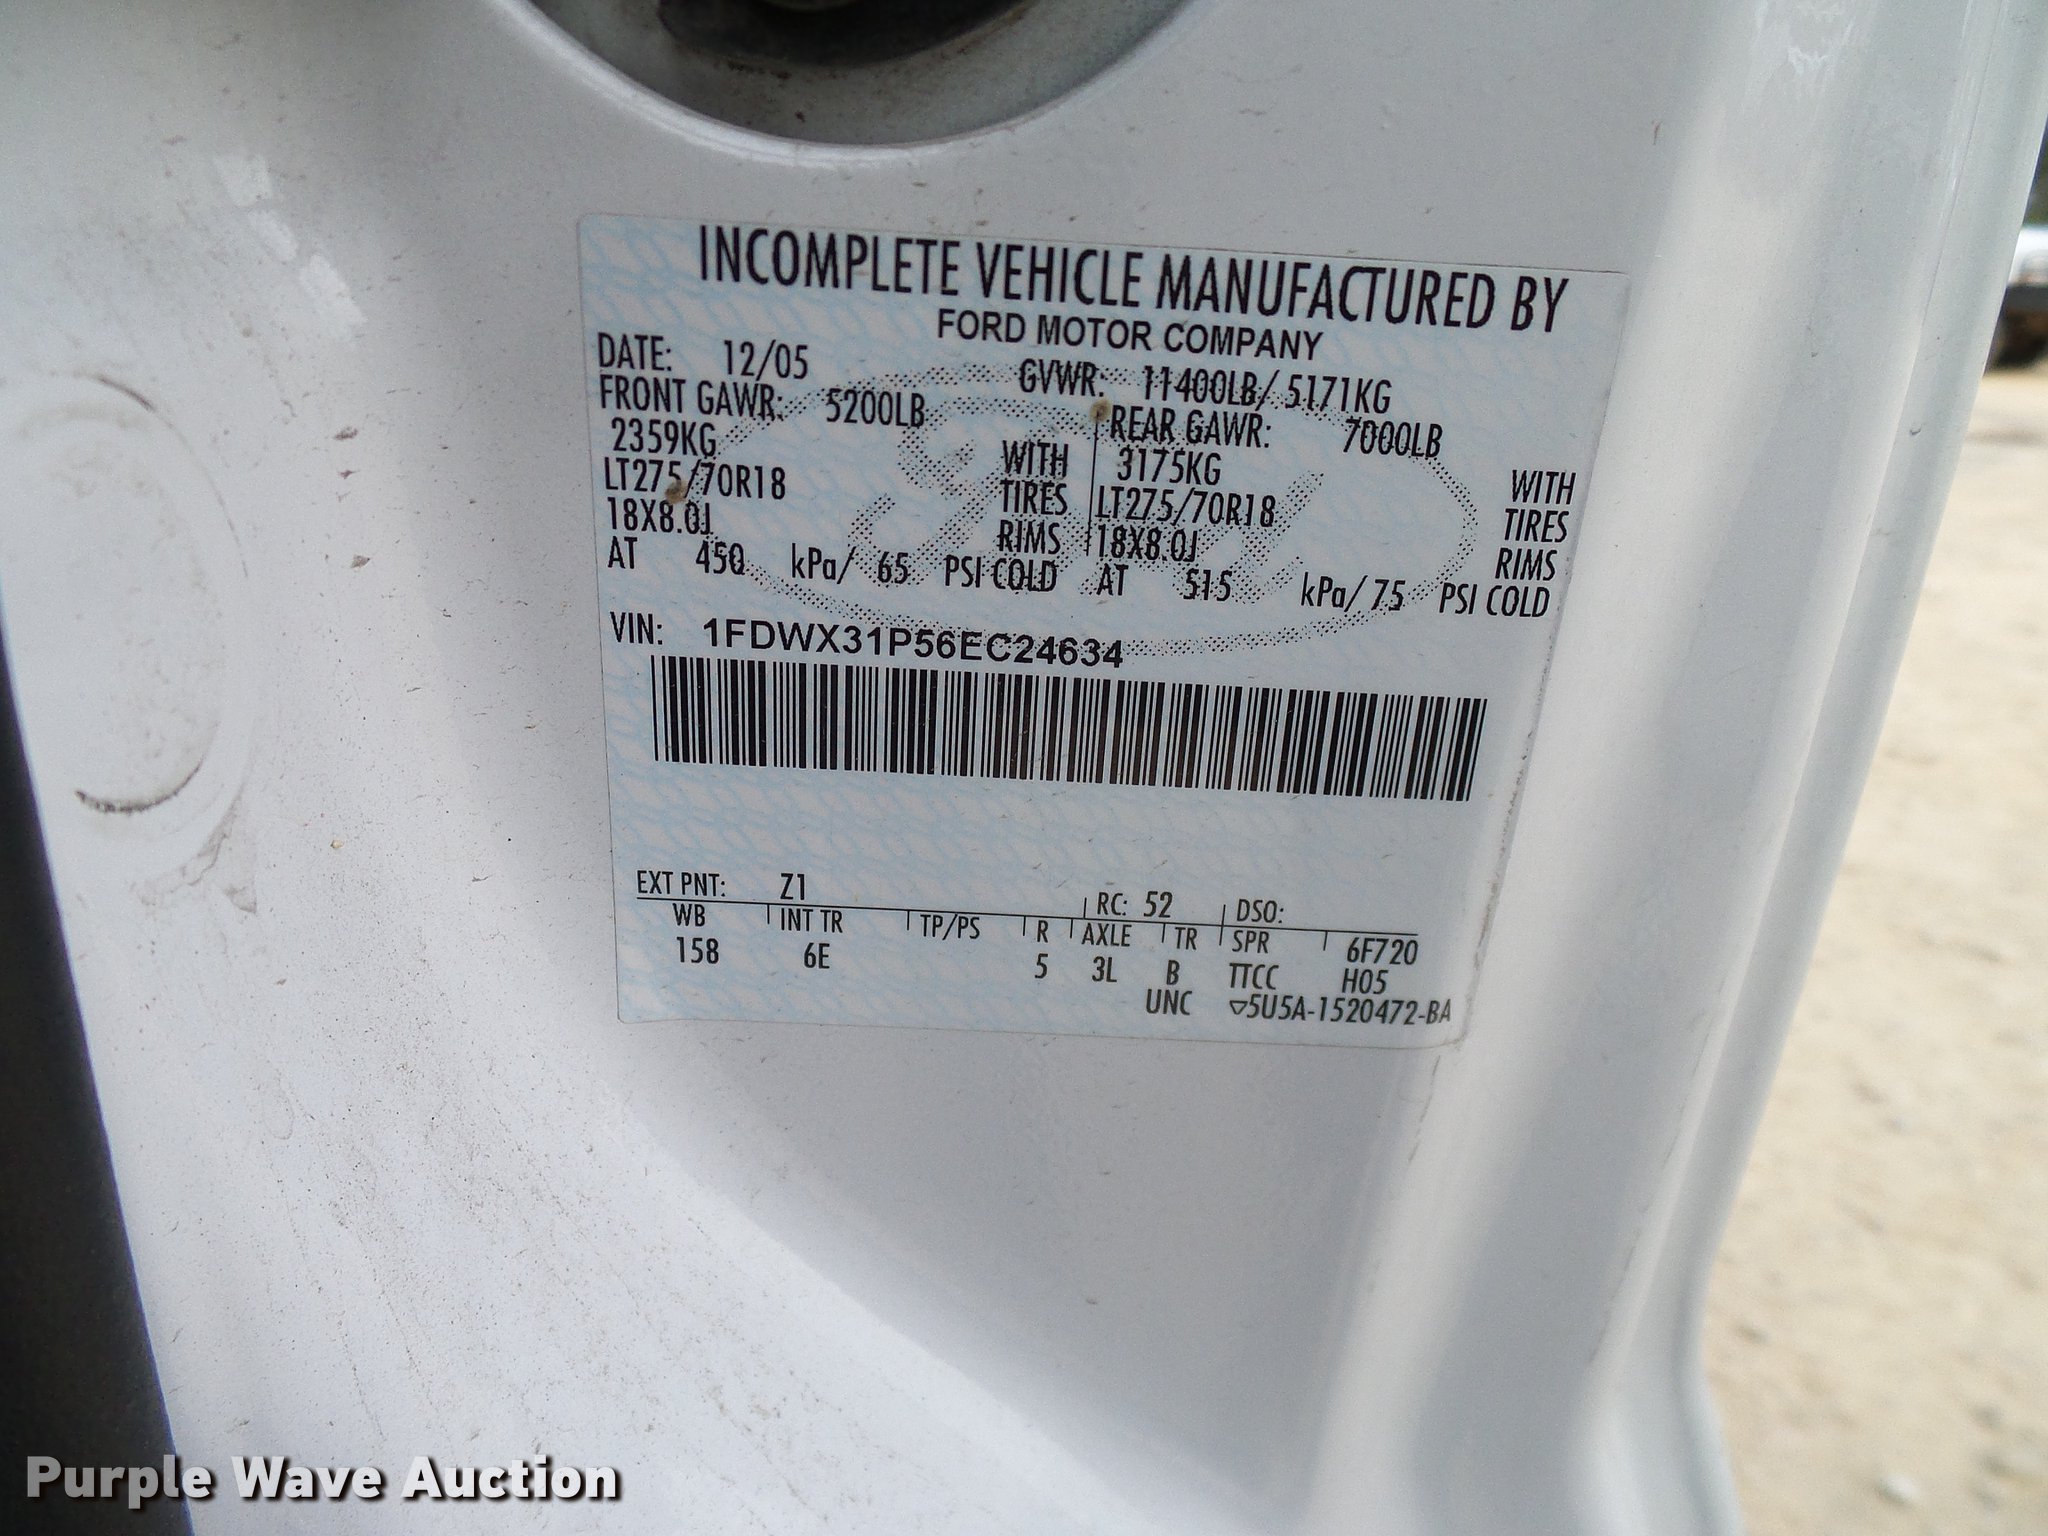 INCOMPLETE VEHICLE MANUFACTURED BY
FORD MOTOR COMPANY
DATE: 12/05 GVWR: 11400LB/ 5171KG
FRONT GAWR: 5200LB REAR GAWR: 7000LB
2359KG WITH 3175KG WITH
LT275/70R18 TIRES LT275/70R18 TIRES
18X8.0J RIMS 18X8.0J RIMS
AT 450 kPa/ 65 PSI COLD AT 515 kPa/ 75 PSI COLD
VIN: 1FDWX31P56EC24634
EXT PNT: Z1 RC: 52 DSO:
WB INT TR TP/PS R AXLE TR SPR 6F720
158 6E 5 3L B TTCC H05
UNC ▽5U5A-1520472-BA
Purple Wave Auction